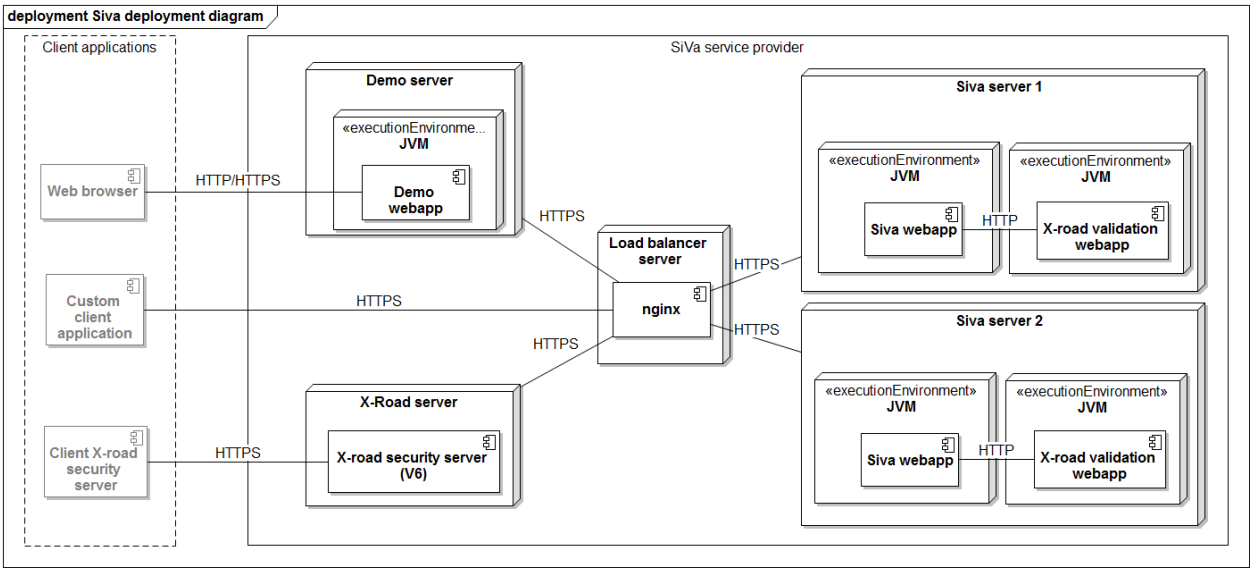 deployment Siva deployment diagram
Client applications
SiVa service provider
Demo server
«executionEnvironme...
JVM
Demo
webapp
Web browser
HTTP/HTTPS
Custom
client
application
HTTPS
Client X-road
security
server
HTTPS
X-Road server
X-road security server
(V6)
HTTPS
HTTPS
Load balancer
server
nginx
HTTPS
HTTPS
Siva server 1
«executionEnvironment»
JVM
Siva webapp
HTTP
«executionEnvironment»
JVM
X-road validation
webapp
Siva server 2
«executionEnvironment»
JVM
Siva webapp
HTTP
«executionEnvironment»
JVM
X-road validation
webapp